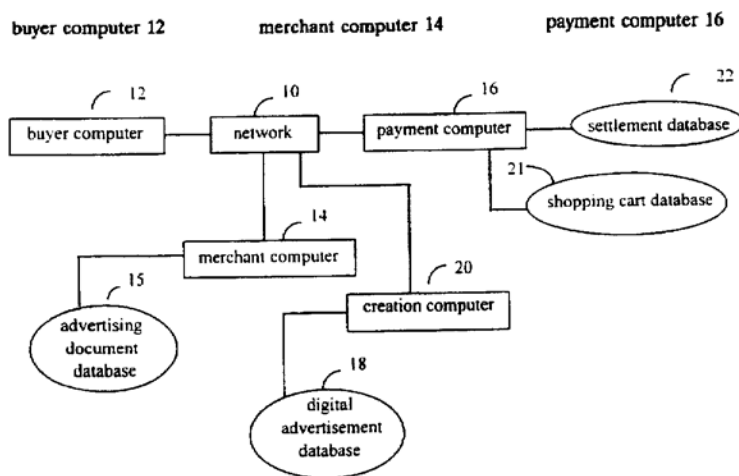 buyer computer 12 merchant computer 14 payment computer 16
22
12 10 16
buyer computer network payment computer settlement database
21
shopping cart database
14
merchant computer
15 20
creation computer
advertising
document
database
18
digital
advertisement
database